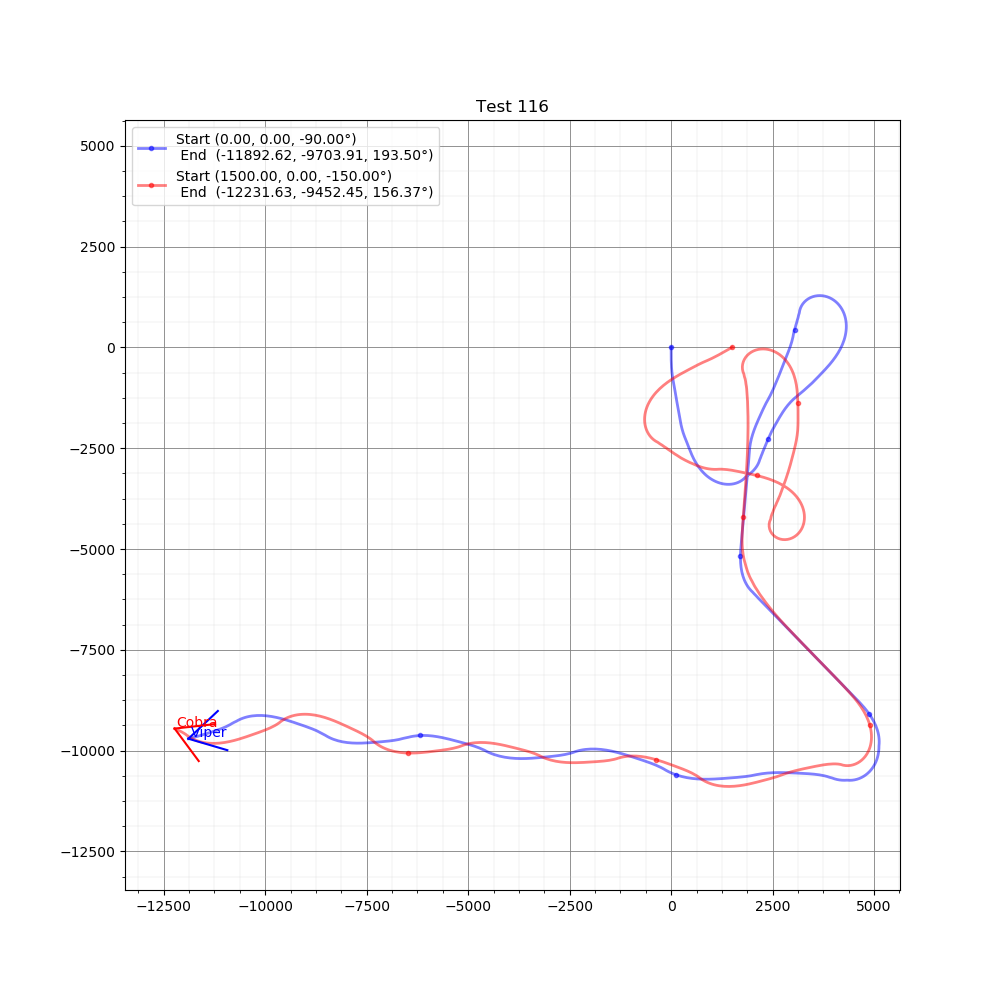 Test 116
Start (0.00, 0.00, -90.00°)
End (-11892.62, -9703.91, 193.50°)
Start (1500.00, 0.00, -150.00°)
End (-12231.63, -9452.45, 156.37°)
5000
2500
0
−2500
−5000
−7500
−10000
−12500
Cobra
Viper
−12500 −10000 −7500 −5000 −2500 0 2500 5000